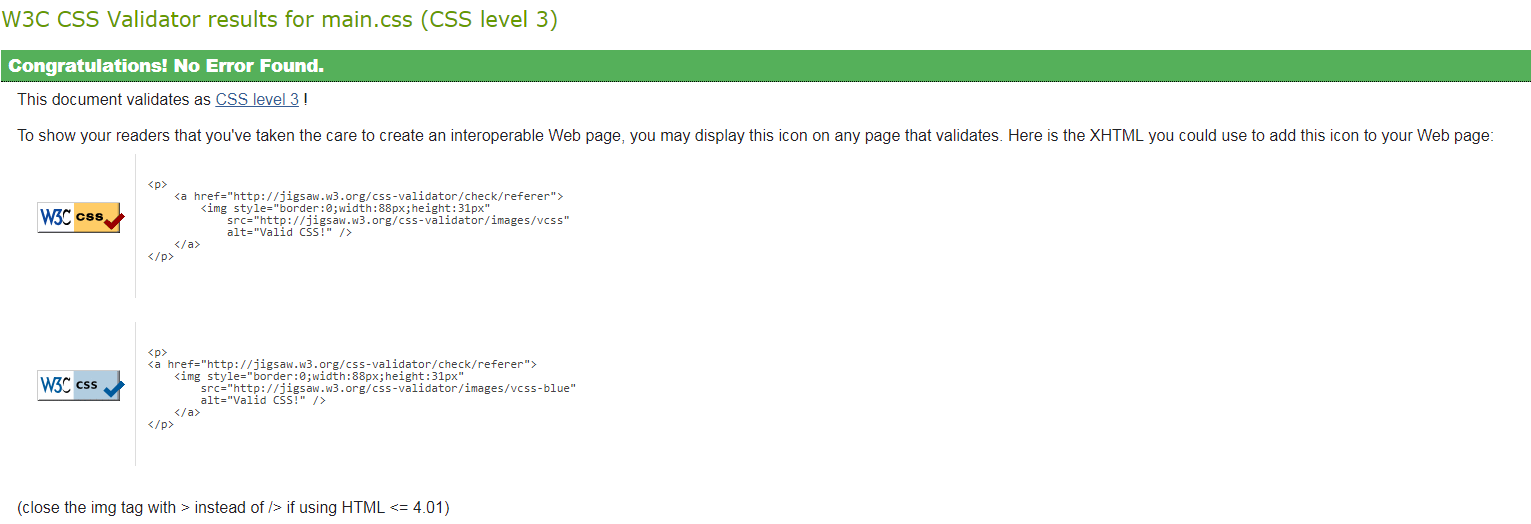 W3C CSS Validator results for main.css (CSS level 3)
Congratulations! No Error Found.
This document validates as CSS level 3 !
To show your readers that you've taken the care to create an interoperable Web page, you may display this icon on any page that validates. Here is the XHTML you could use to add this icon to your Web page:
W3C css
<p>
<a href="http://jigsaw.w3.org/css-validator/check/referer">
<img style="border:0;width:88px;height:31px"
src="http://jigsaw.w3.org/css-validator/images/vcss"
alt="Valid CSS!" />
</a>
</p>
W3C css
<p>
<a href="http://jigsaw.w3.org/css-validator/check/referer">
<img style="border:0;width:88px;height:31px"
src="http://jigsaw.w3.org/css-validator/images/vcss-blue"
alt="Valid CSS!" />
</a>
</p>
(close the img tag with > instead of /> if using HTML <= 4.01)